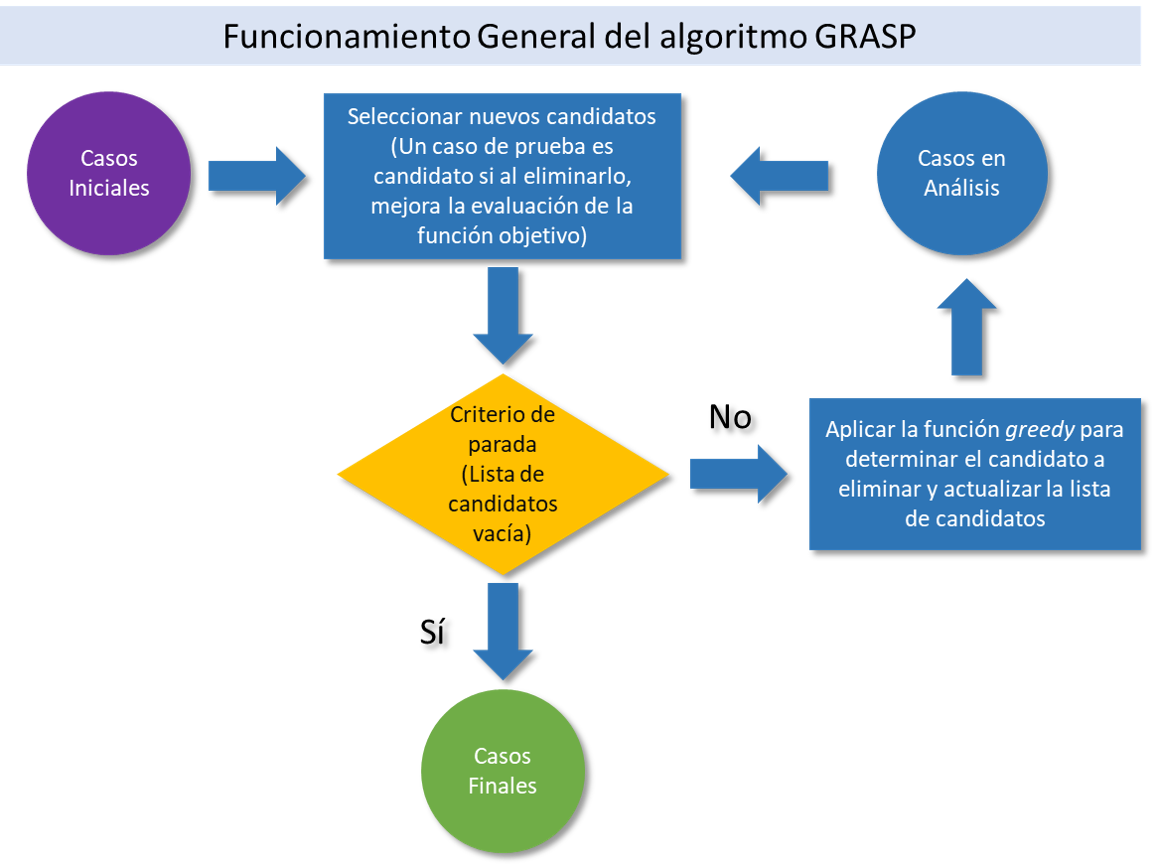 Funcionamiento General del algoritmo GRASP
Casos
Iniciales
Seleccionar nuevos candidatos
(Un caso de prueba es
candidato si al eliminarlo,
mejora la evaluación de la
función objetivo)
Casos en
Análisis
Criterio de
parada
(Lista de
candidatos
vacía)
No
Aplicar la función greedy para
determinar el candidato a
eliminar y actualizar la lista
de candidatos
Sí
Casos
Finales